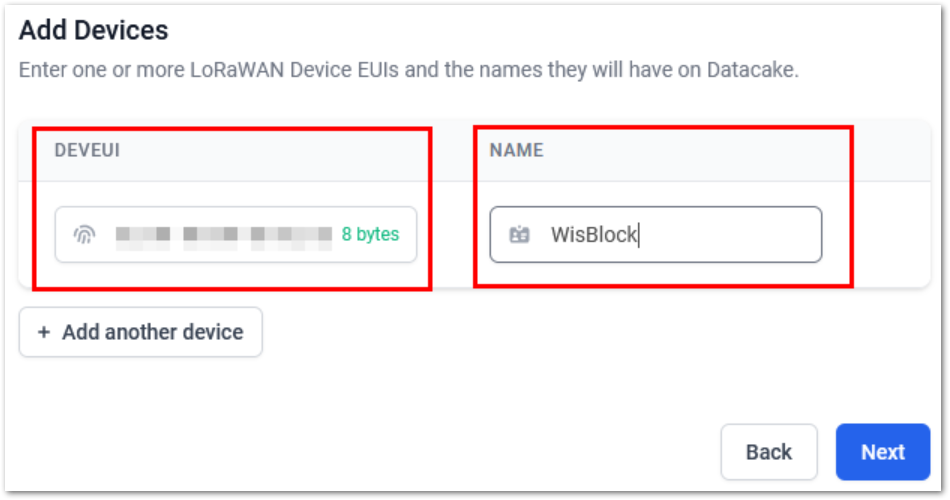 Add Devices
Enter one or more LoRaWAN Device EUIs and the names they will have on Datacake.
DEVEUI
NAME
8 bytes
WisBlock
+ Add another device
Back
Next